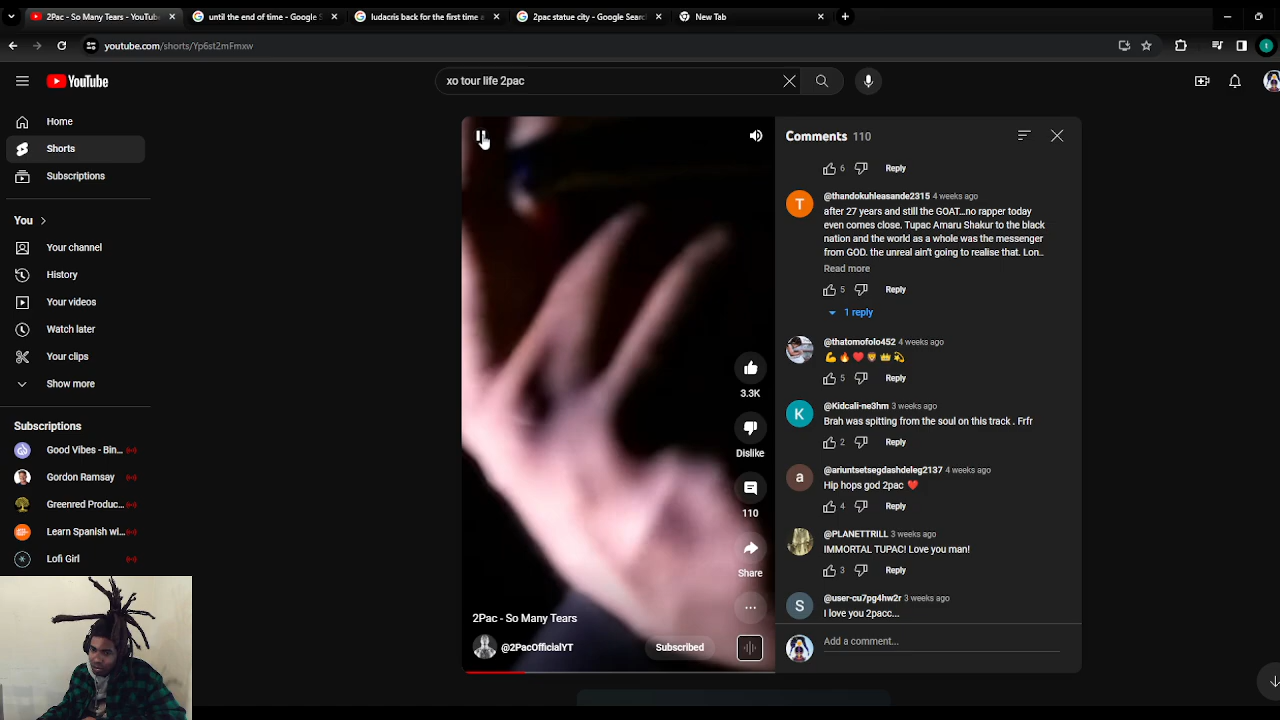 2Pac - So Many Tears - YouTub
until the end of time - Google S
ludacris back for the first time a
2pac statue city - Google Searc
New Tab
youtube.com/shorts/Yp6st2mFmxw
t
YouTube
xo tour life 2pac
Home
Shorts
Subscriptions
You
Your channel
History
Your videos
Watch later
Your clips
Show more
Subscriptions
Good Vibes - Bin...
Gordon Ramsay
Greenred Produc...
Learn Spanish wi...
Lofi Girl
3.3K
Dislike
110
Share
2Pac - So Many Tears
@2PacOfficialYT
Subscribed
Comments 110
6 Reply
T
@thandokuhleasande2315 4 weeks ago
after 27 years and still the GOAT...no rapper today
even comes close. Tupac Amaru Shakur to the black
nation and the world as a whole was the messenger
from GOD. the unreal ain't going to realise that. Lon..
Read more
5 Reply
1 reply
@thatomofolo452 4 weeks ago
💪🔥❤️🦁👑💫
5 Reply
K
@Kidcali-ne3hm 3 weeks ago
Brah was spitting from the soul on this track . Frfr
2 Reply
a
@ariuntsetsegdashdeleg2137 4 weeks ago
Hip hops god 2pac ❤️
4 Reply
@PLANETTRILL 3 weeks ago
IMMORTAL TUPAC! Love you man!
3 Reply
S
@user-cu7pg4hw2r 3 weeks ago
I love you 2pacc...
Add a comment...